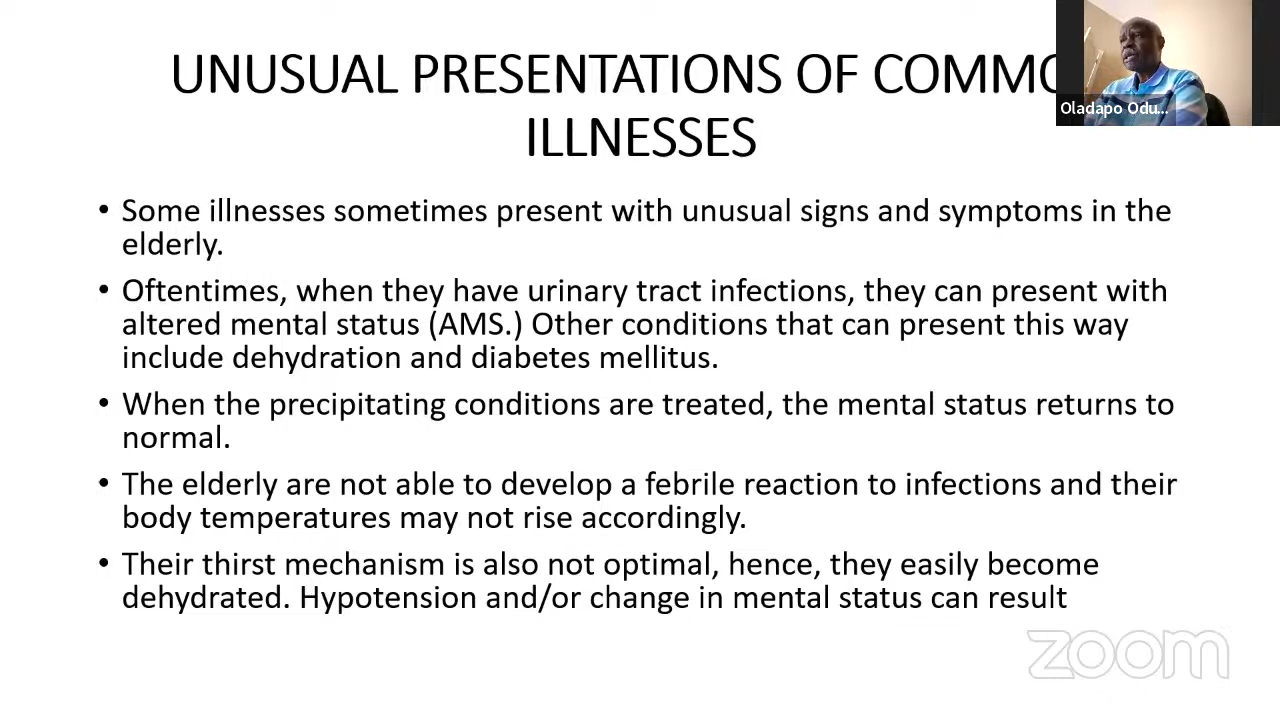 UNUSUAL PRESENTATIONS OF COMMO
ILLNESSES
Oladapo Odu...
• Some illnesses sometimes present with unusual signs and symptoms in the
elderly.
• Oftentimes, when they have urinary tract infections, they can present with
altered mental status (AMS.) Other conditions that can present this way
include dehydration and diabetes mellitus.
• When the precipitating conditions are treated, the mental status returns to
normal.
• The elderly are not able to develop a febrile reaction to infections and their
body temperatures may not rise accordingly.
• Their thirst mechanism is also not optimal, hence, they easily become
dehydrated. Hypotension and/or change in mental status can result
zoom